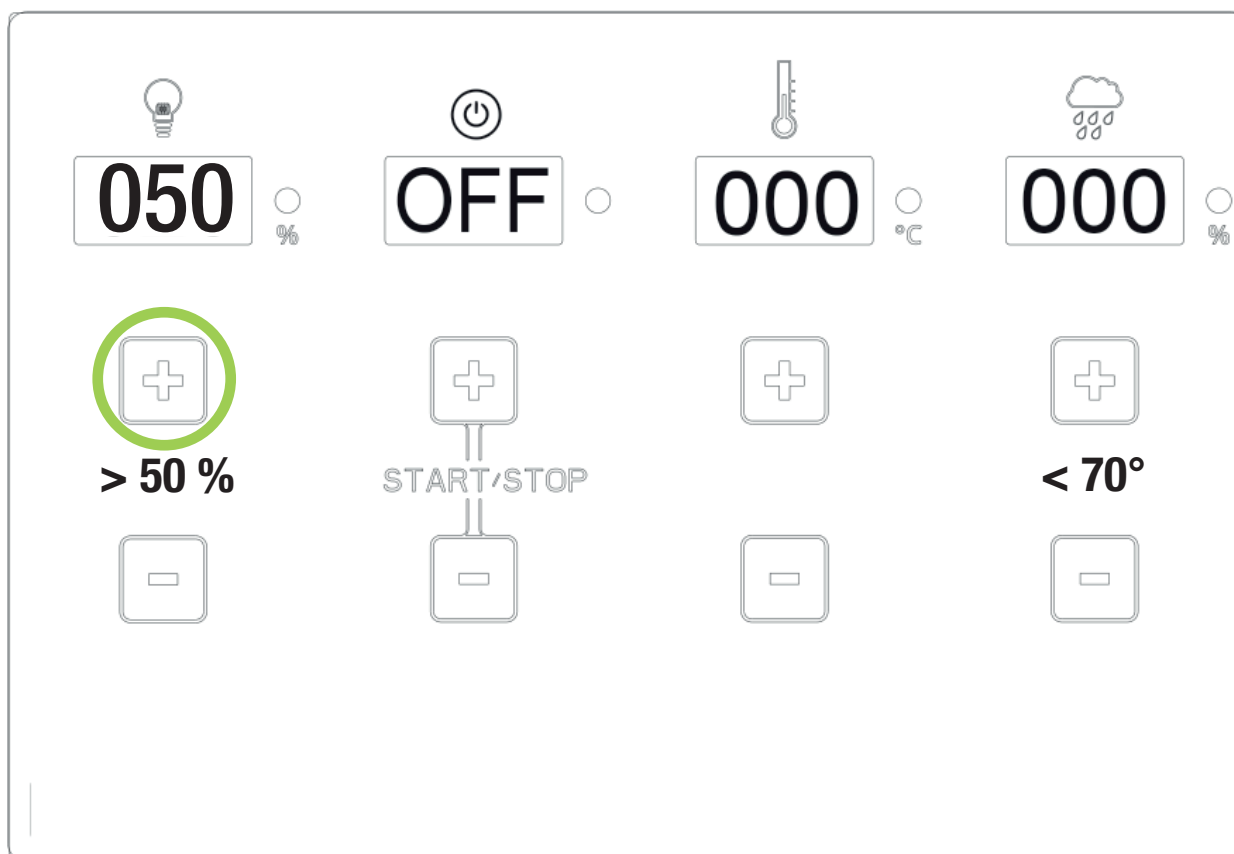 050 OFF 000 000
% °C %
+ + + +
> 50 % START/STOP < 70°
- - - -